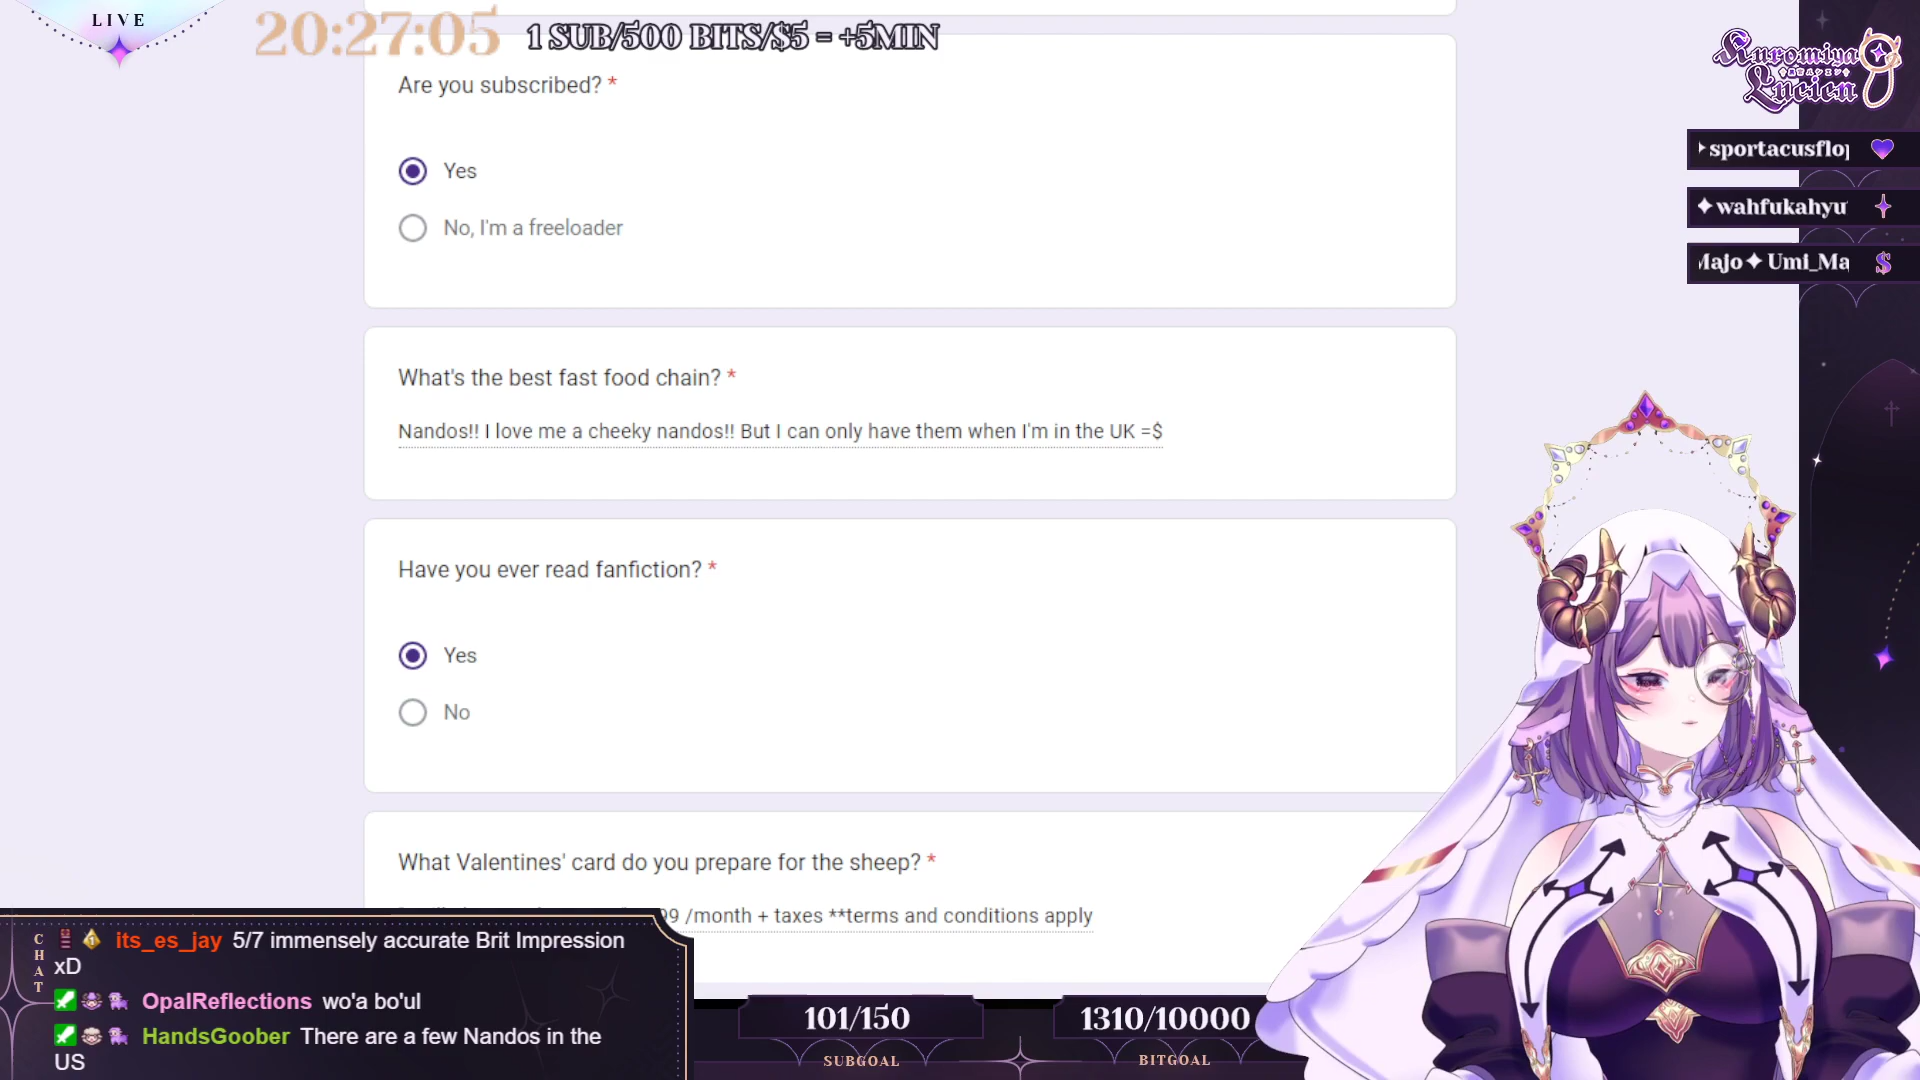 LIVE
20:27:05
1 SUB/500 BITS/$5 = +5MIN
Kuromiya
Lucien
Are you subscribed? *
Yes
No, I'm a freeloader
sportacusflo
✦wahfukahyu
Majo✦Umi_Ma
What's the best fast food chain? *
Nandos!! I love me a cheeky nandos!! But I can only have them when I'm in the UK =$
Have you ever read fanfiction? *
Yes
No
What Valentines' card do you prepare for the sheep? *
99 /month + taxes **terms and conditions apply
CHAT
its_es_jay 5/7 immensely accurate Brit Impression
xD
OpalReflections wo'a bo'ul
HandsGoober There are a few Nandos in the
US
101/150
SUBGOAL
1310/10000
BITGOAL